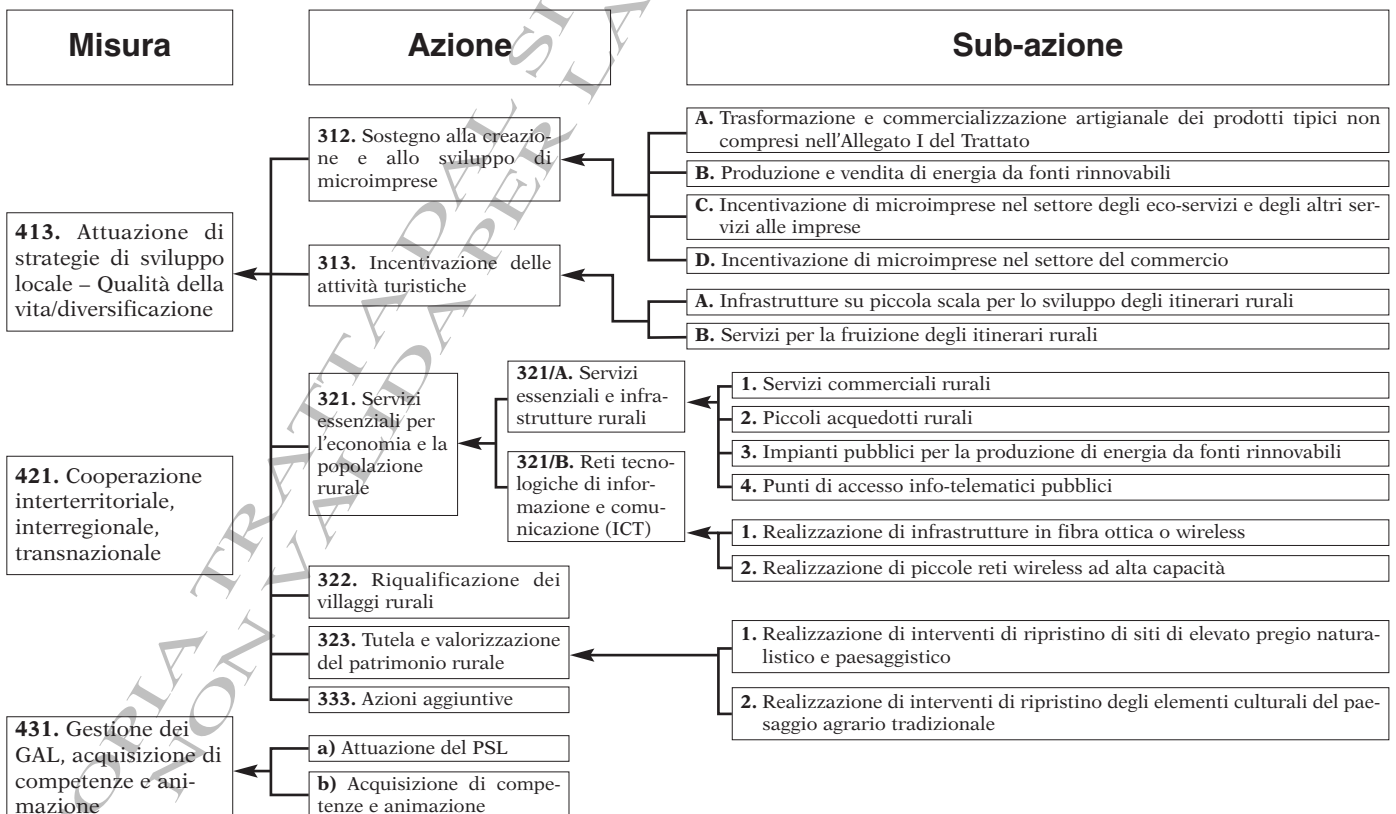 Misura
Azione
Sub-azione
413. Attuazione di
strategie di sviluppo
locale – Qualità della
vita/diversificazione
421. Cooperazione
interterritoriale,
interregionale,
transnazionale
431. Gestione dei
GAL, acquisizione di
competenze e ani-
mazione
312. Sostegno alla creazio-
ne e allo sviluppo di
microimprese
313. Incentivazione delle
attività turistiche
321. Servizi
essenziali per
l'economia e la
popolazione
rurale
321/A. Servizi
essenziali e infra-
strutture rurali
321/B. Reti tecno-
logiche di infor-
mazione e comu-
nicazione (ICT)
322. Riqualificazione dei
villaggi rurali
323. Tutela e valorizzazione
del patrimonio rurale
333. Azioni aggiuntive
a) Attuazione del PSL
b) Acquisizione di compe-
tenze e animazione
A. Trasformazione e commercializzazione artigianale dei prodotti tipici non
compresi nell'Allegato I del Trattato
B. Produzione e vendita di energia da fonti rinnovabili
C. Incentivazione di microimprese nel settore degli eco-servizi e degli altri ser-
vizi alle imprese
D. Incentivazione di microimprese nel settore del commercio
A. Infrastrutture su piccola scala per lo sviluppo degli itinerari rurali
B. Servizi per la fruizione degli itinerari rurali
1. Servizi commerciali rurali
2. Piccoli acquedotti rurali
3. Impianti pubblici per la produzione di energia da fonti rinnovabili
4. Punti di accesso info-telematici pubblici
1. Realizzazione di infrastrutture in fibra ottica o wireless
2. Realizzazione di piccole reti wireless ad alta capacità
1. Realizzazione di interventi di ripristino di siti di elevato pregio natura-
listico e paesaggistico
2. Realizzazione di interventi di ripristino degli elementi culturali del pae-
saggio agrario tradizionale
TRATTA DAL
NON VALIDA PER LA